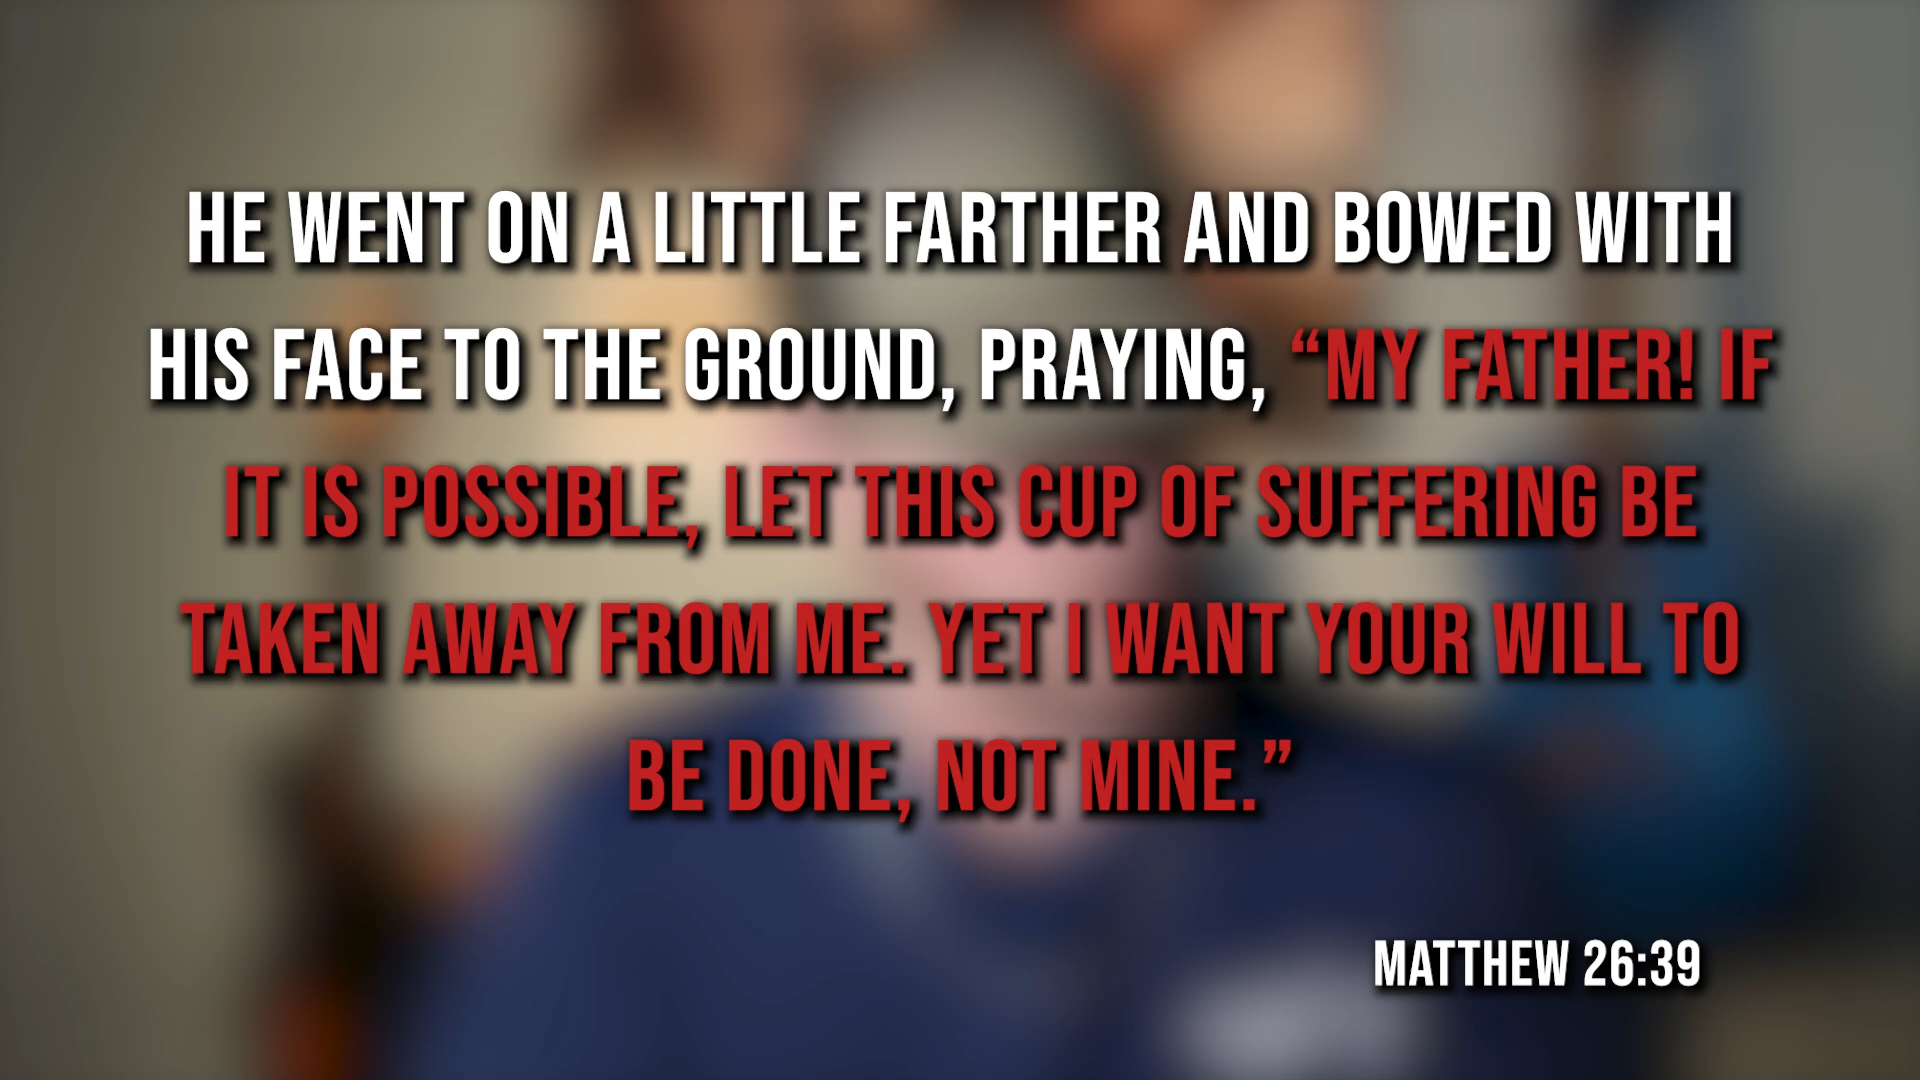 HE WENT ON A LITTLE FARTHER AND BOWED WITH
HIS FACE TO THE GROUND, PRAYING, “MY FATHER! IF
IT IS POSSIBLE, LET THIS CUP OF SUFFERING BE
TAKEN AWAY FROM ME. YET I WANT YOUR WILL TO
BE DONE, NOT MINE.”
MATTHEW 26:39